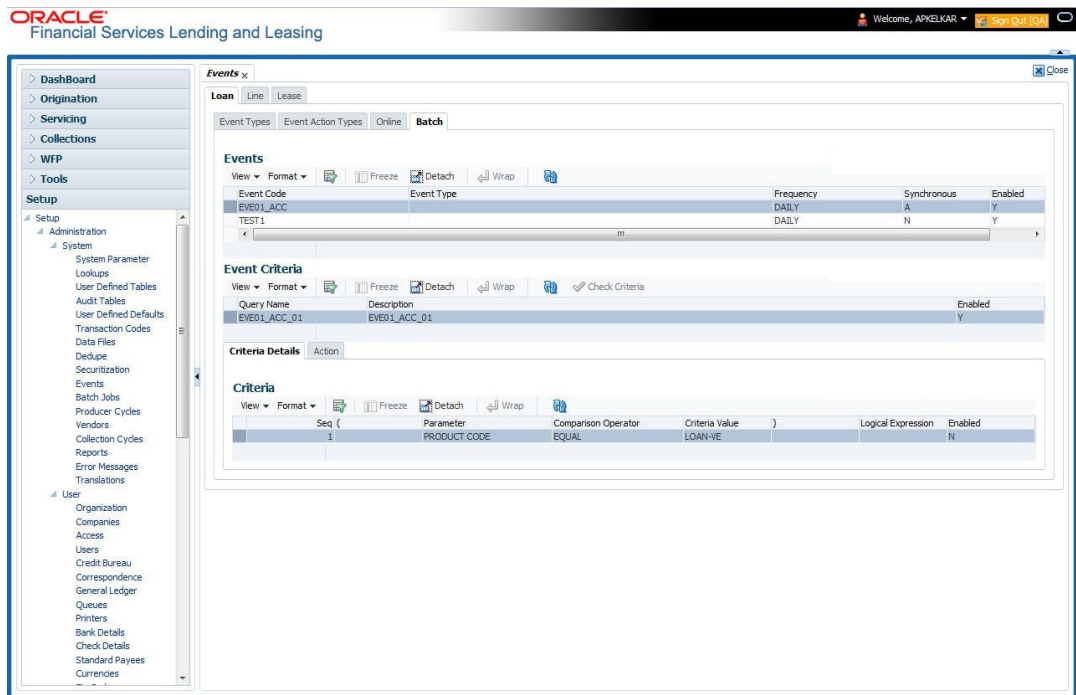 ORACLE'
Financial Services Lending and Leasing
Welcome, APKELKAR
Sign Out [QA]
DashBoard
Origination
Servicing
Collections
WFP
Tools
Setup
Setup
Administration
System
System Parameter
Lookups
User Defined Tables
Audit Tables
User Defined Defaults
Transaction Codes
Data Files
Dedupe
Securitization
Events
Batch Jobs
Producer Cycles
Vendors
Collection Cycles
Reports
Error Messages
Translations
User
Organization
Companies
Access
Users
Credit Bureau
Correspondence
General Ledger
Queues
Printers
Bank Details
Check Details
Standard Payees
Currencies
Events x
Close
Loan Line Lease
Event Types Event Action Types Online Batch
Events
View Format Freeze Detach Wrap
Event Code Event Type Frequency Synchronous Enabled
EVE01_ACC DAILY A Y
TEST1 DAILY N Y
Event Criteria
View Format Freeze Detach Wrap Check Criteria
Query Name Description Enabled
EVE01_ACC_01 EVE01_ACC_01 Y
Criteria Details Action
Criteria
View Format Freeze Detach Wrap
Seq ( Parameter Comparison Operator Criteria Value ) Logical Expression Enabled
1 PRODUCT CODE EQUAL LOAN-VE N